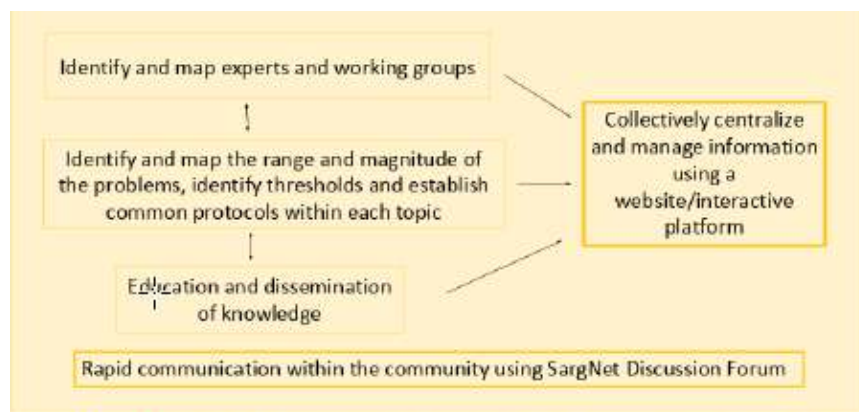 Identify and map experts and working groups
Identify and map the range and magnitude of
the problems, identify thresholds and establish
common protocols within each topic
Education and dissemination
of knowledge
Collectively centralize
and manage information
using a
website/interactive
platform
Rapid communication within the community using SargNet Discussion Forum